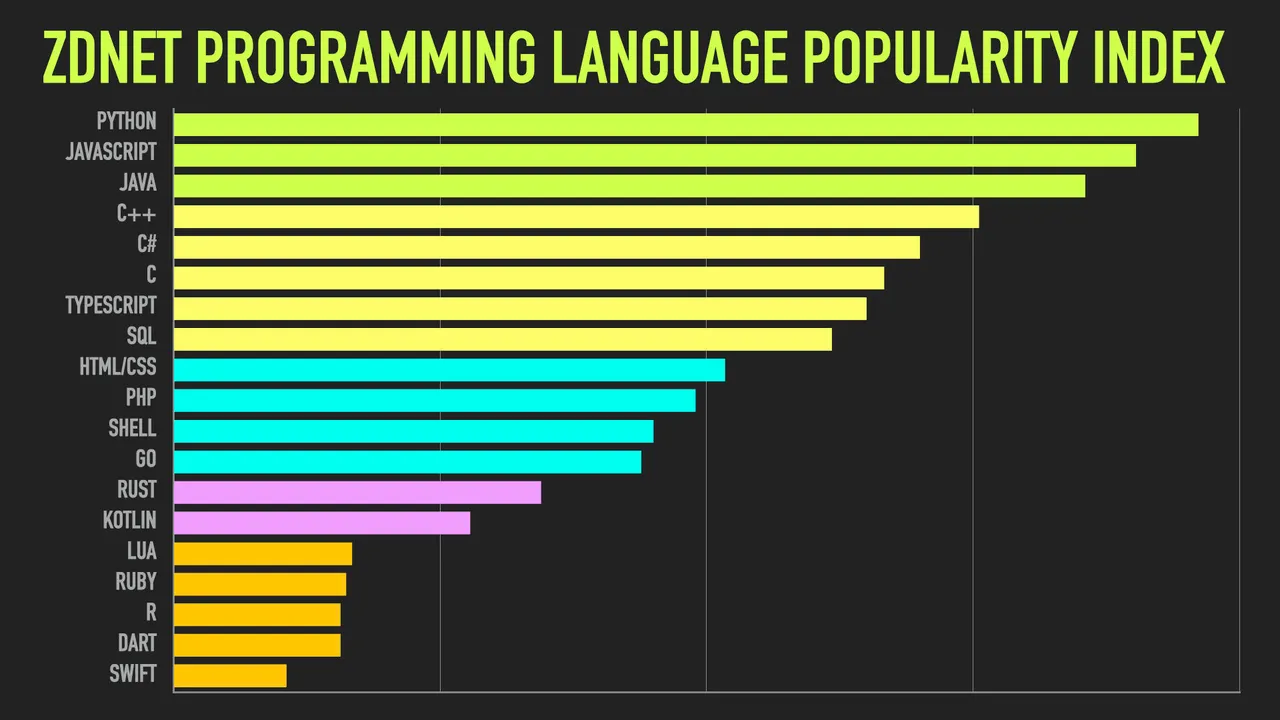 ZDNET PROGRAMMING LANGUAGE POPULARITY INDEX
PYTHON
JAVASCRIPT
JAVA
C++
C#
C
TYPESCRIPT
SQL
HTML/CSS
PHP
SHELL
GO
RUST
KOTLIN
LUA
RUBY
R
DART
SWIFT